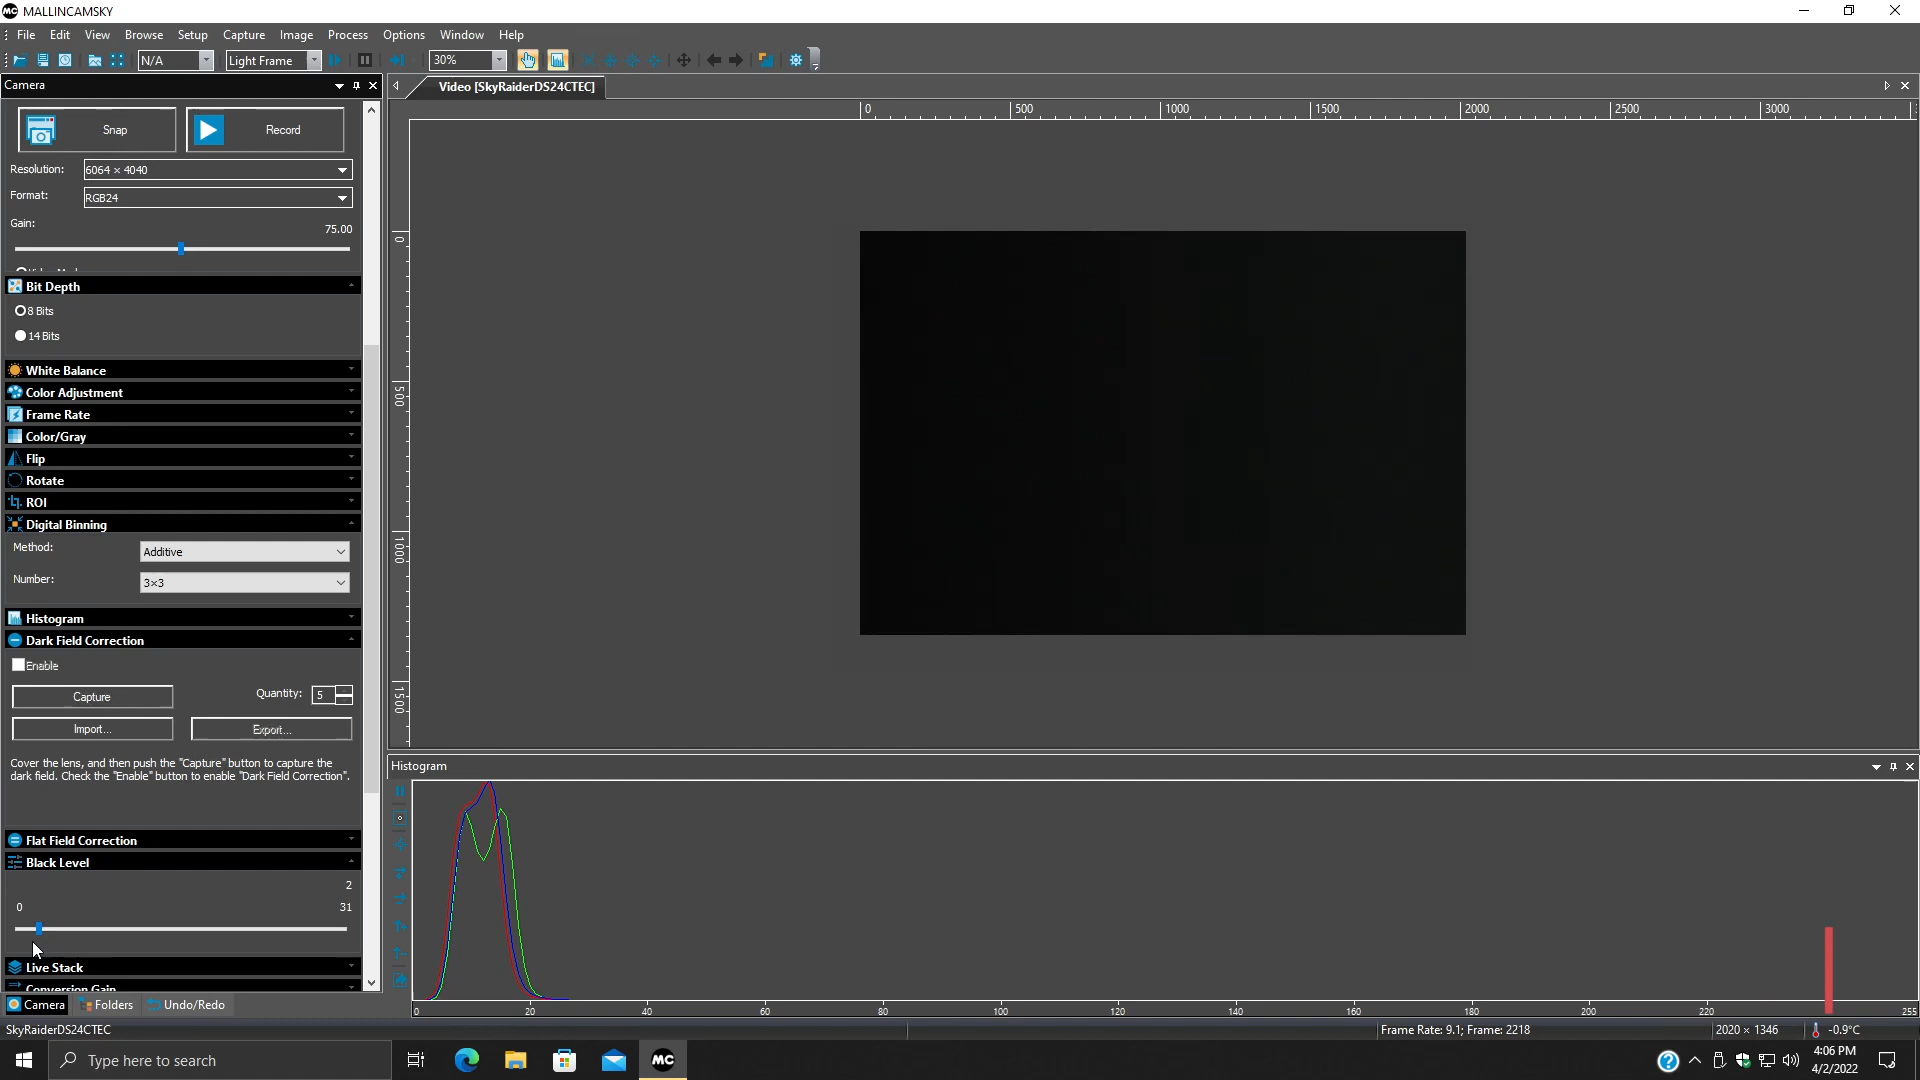 MALLINCAMSKY
File Edit View Browse Setup Capture Image Process Options Window Help
N/A Light Frame 30%
Camera
Video [SkyRaiderDS24CTEC]
Snap Record
Resolution: 6064 × 4040
Format: RGB24
Gain: 75.00
Bit Depth
8 Bits
14 Bits
White Balance
Color Adjustment
Frame Rate
Color/Gray
Flip
Rotate
ROI
Digital Binning
Method: Additive
Number: 3×3
Histogram
Dark Field Correction
Enable
Capture Quantity: 5
Import... Export...
Cover the lens, and then push the "Capture" button to capture the
dark field. Check the "Enable" button to enable "Dark Field Correction".
Flat Field Correction
Black Level
2
0 31
Live Stack
Conversion Gain
Camera Folders Undo/Redo
0 500 1000 1500 2000 2500 3000
0
500
1000
1500
Histogram
0 20 40 60 80 100 120 140 160 180 200 220 255
SkyRaiderDS24CTEC
Frame Rate: 9.1; Frame: 2218 2020 × 1346 -0.9°C
Type here to search
MC
4:06 PM
4/2/2022